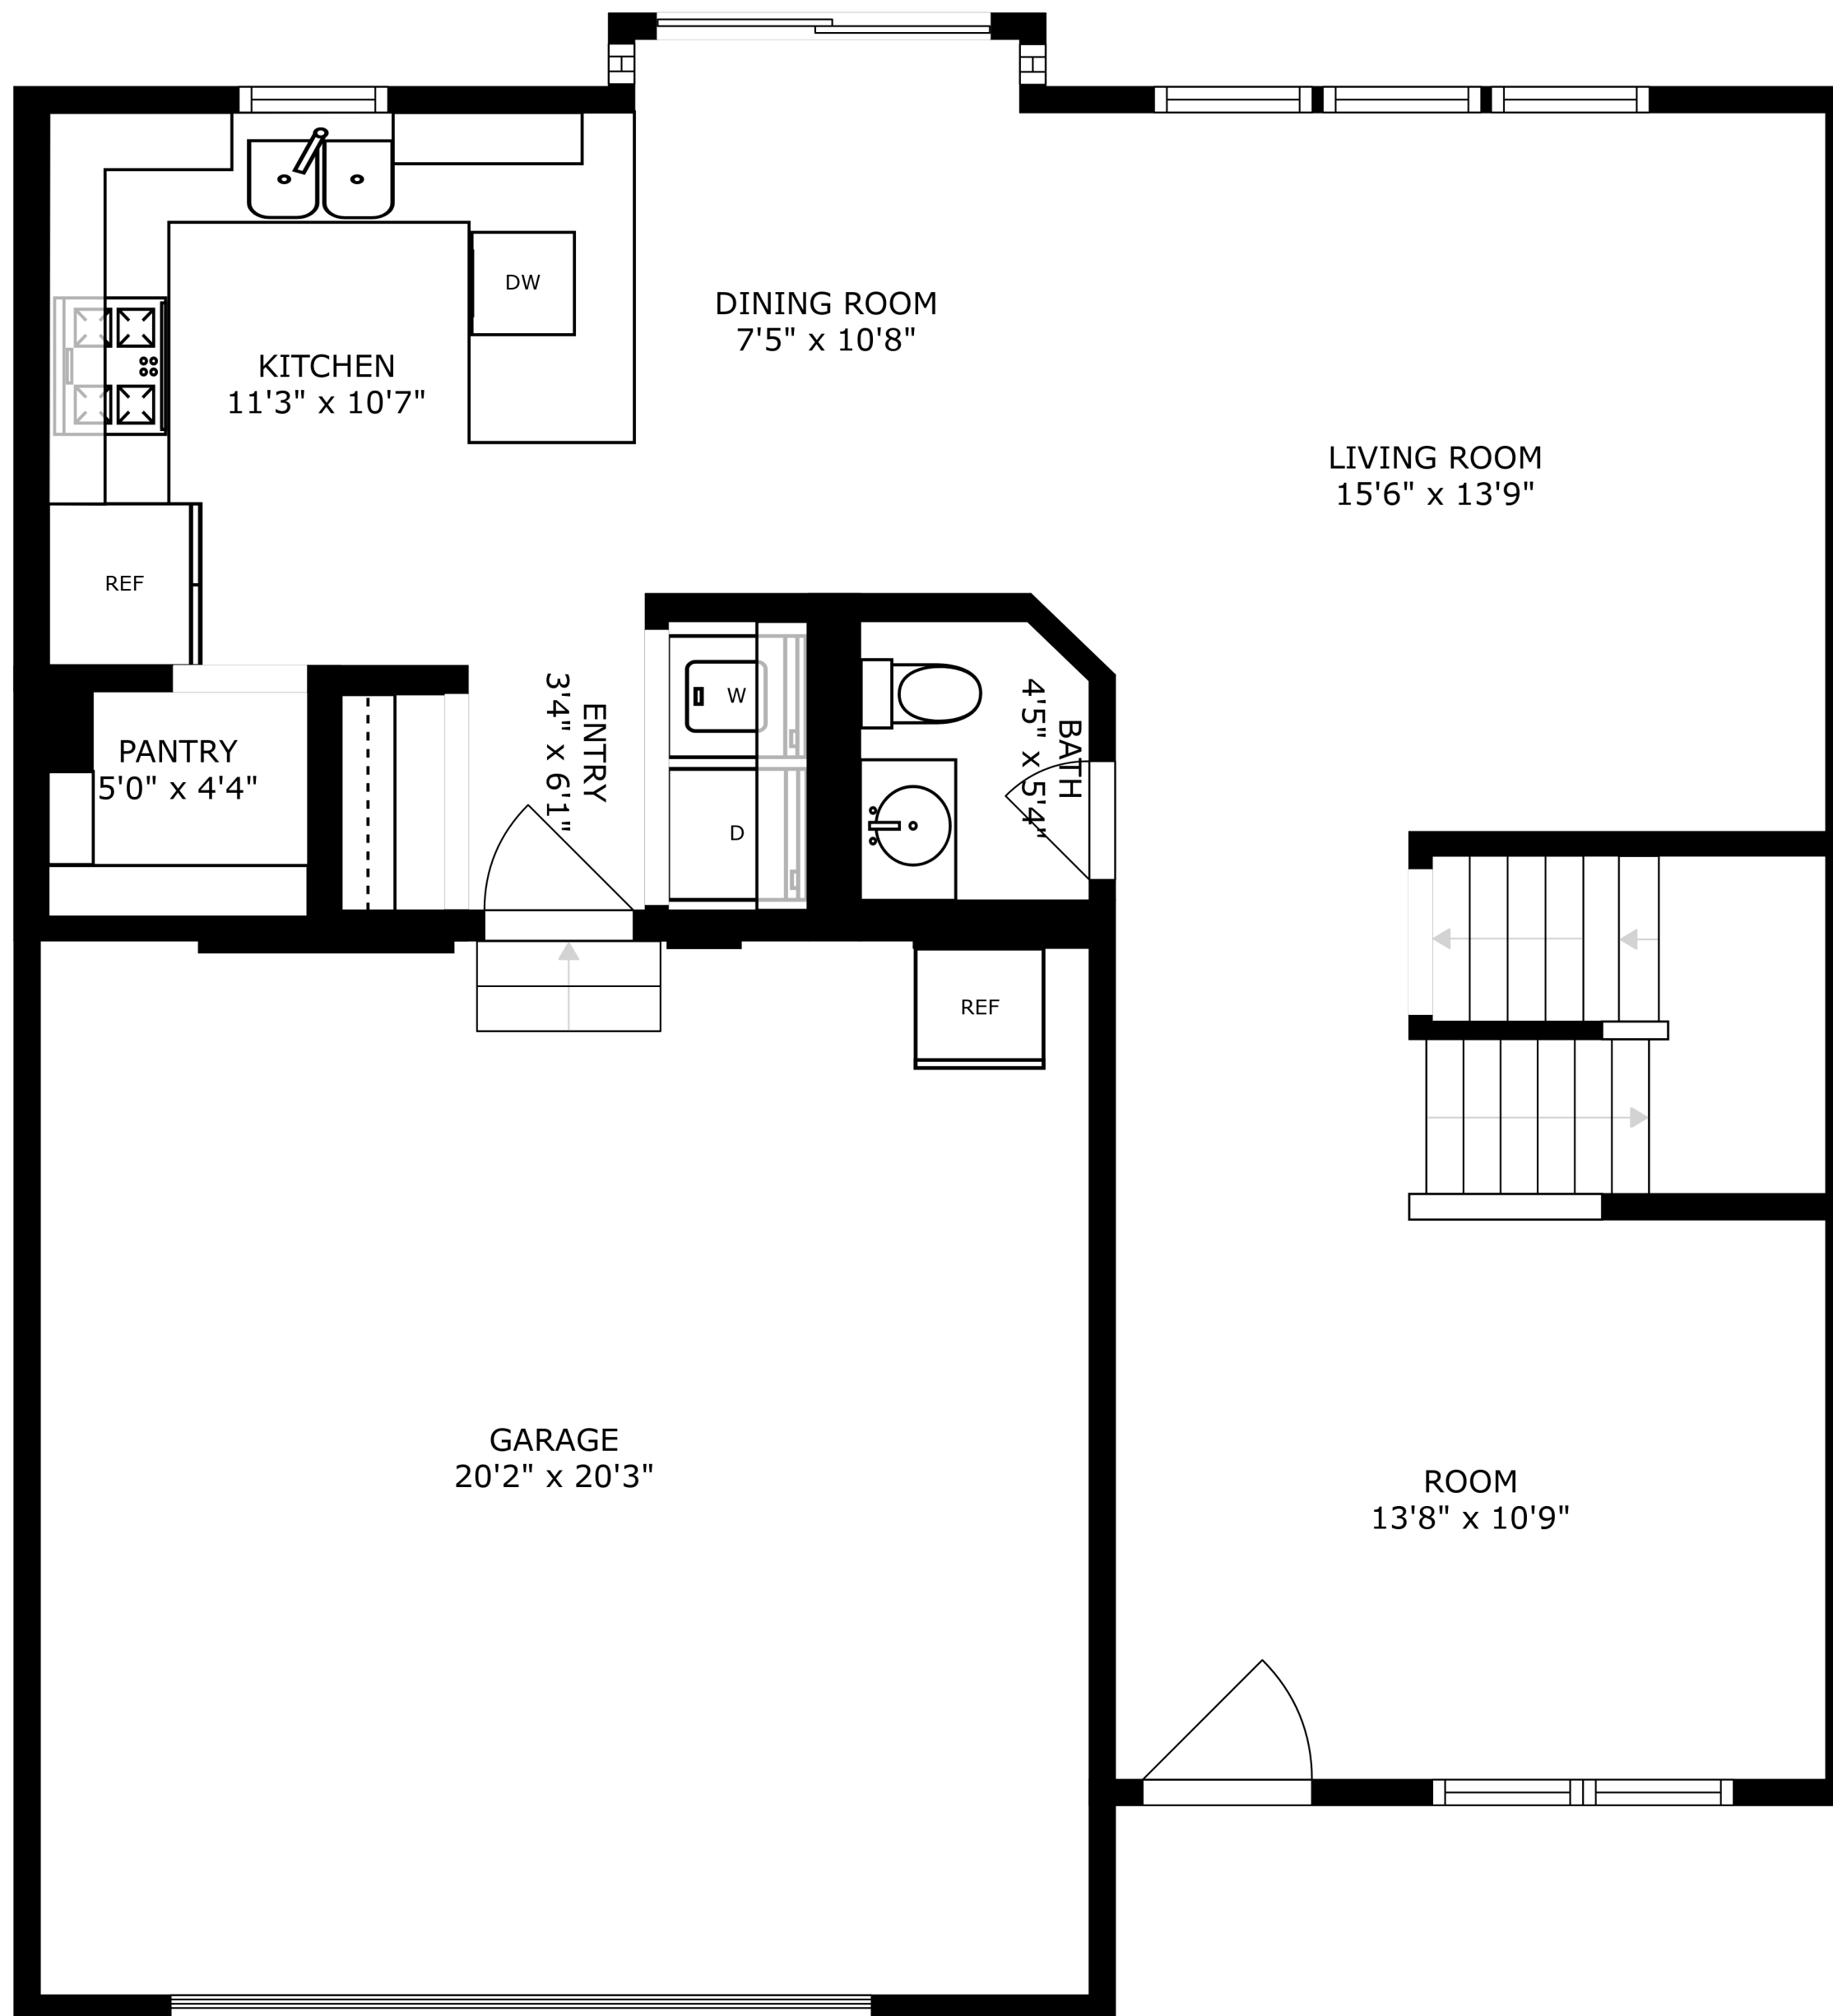 DINING ROOM
7'5" x 10'8"
DW
KITCHEN
11'3" x 10'7"
LIVING ROOM
15'6" x 13'9"
REF
ENTRY
3'4" x 6'1"
W
D
BATH
4'5" x 5'4"
PANTRY
5'0" x 4'4"
REF
GARAGE
20'2" x 20'3"
ROOM
13'8" x 10'9"